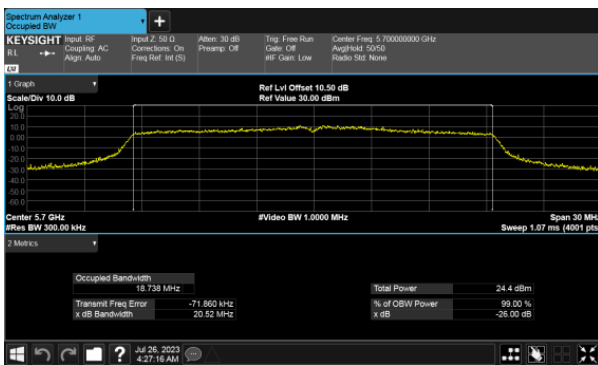 Spectrum Analyzer 1
Occupied BW
KEYSIGHT Input: RF Input Z: 50 Ω Atten: 30 dB Trig: Free Run Center Freq: 5.700000000 GHz
RL Coupling: AC Corrections: On Preamp: Off Gate: Off Avg|Hold: 50/50
Align: Auto Freq Ref: Int (S) #IF Gain: Low Radio Std: None
LXI
1 Graph Ref Lvl Offset 10.50 dB
Scale/Div 10.0 dB Ref Value 30.00 dBm
Log
20.0
10.0
0.00
-10.0
-20.0
-30.0
-40.0
-50.0
-60.0
Center 5.7 GHz #Video BW 1.0000 MHz Span 30 MHz
#Res BW 300.00 kHz Sweep 1.07 ms (4001 pts
2 Metrics
Occupied Bandwidth
18.738 MHz Total Power 24.4 dBm
Transmit Freq Error -71.860 kHz % of OBW Power 99.00 %
x dB Bandwidth 20.52 MHz x dB -26.00 dB
? Jul 26, 2023
4:27:16 AM